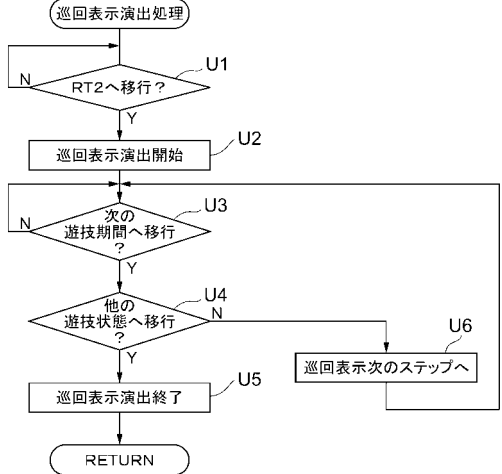 巡回表示演出処理
U1
N
RT2へ移行？
Y
U2
巡回表示演出開始
U3
N
次の
遊技期間へ移行
？
Y
U4
他の
遊技状態へ移行
？
N
Y
U6
巡回表示次のステップへ
U5
巡回表示演出終了
RETURN